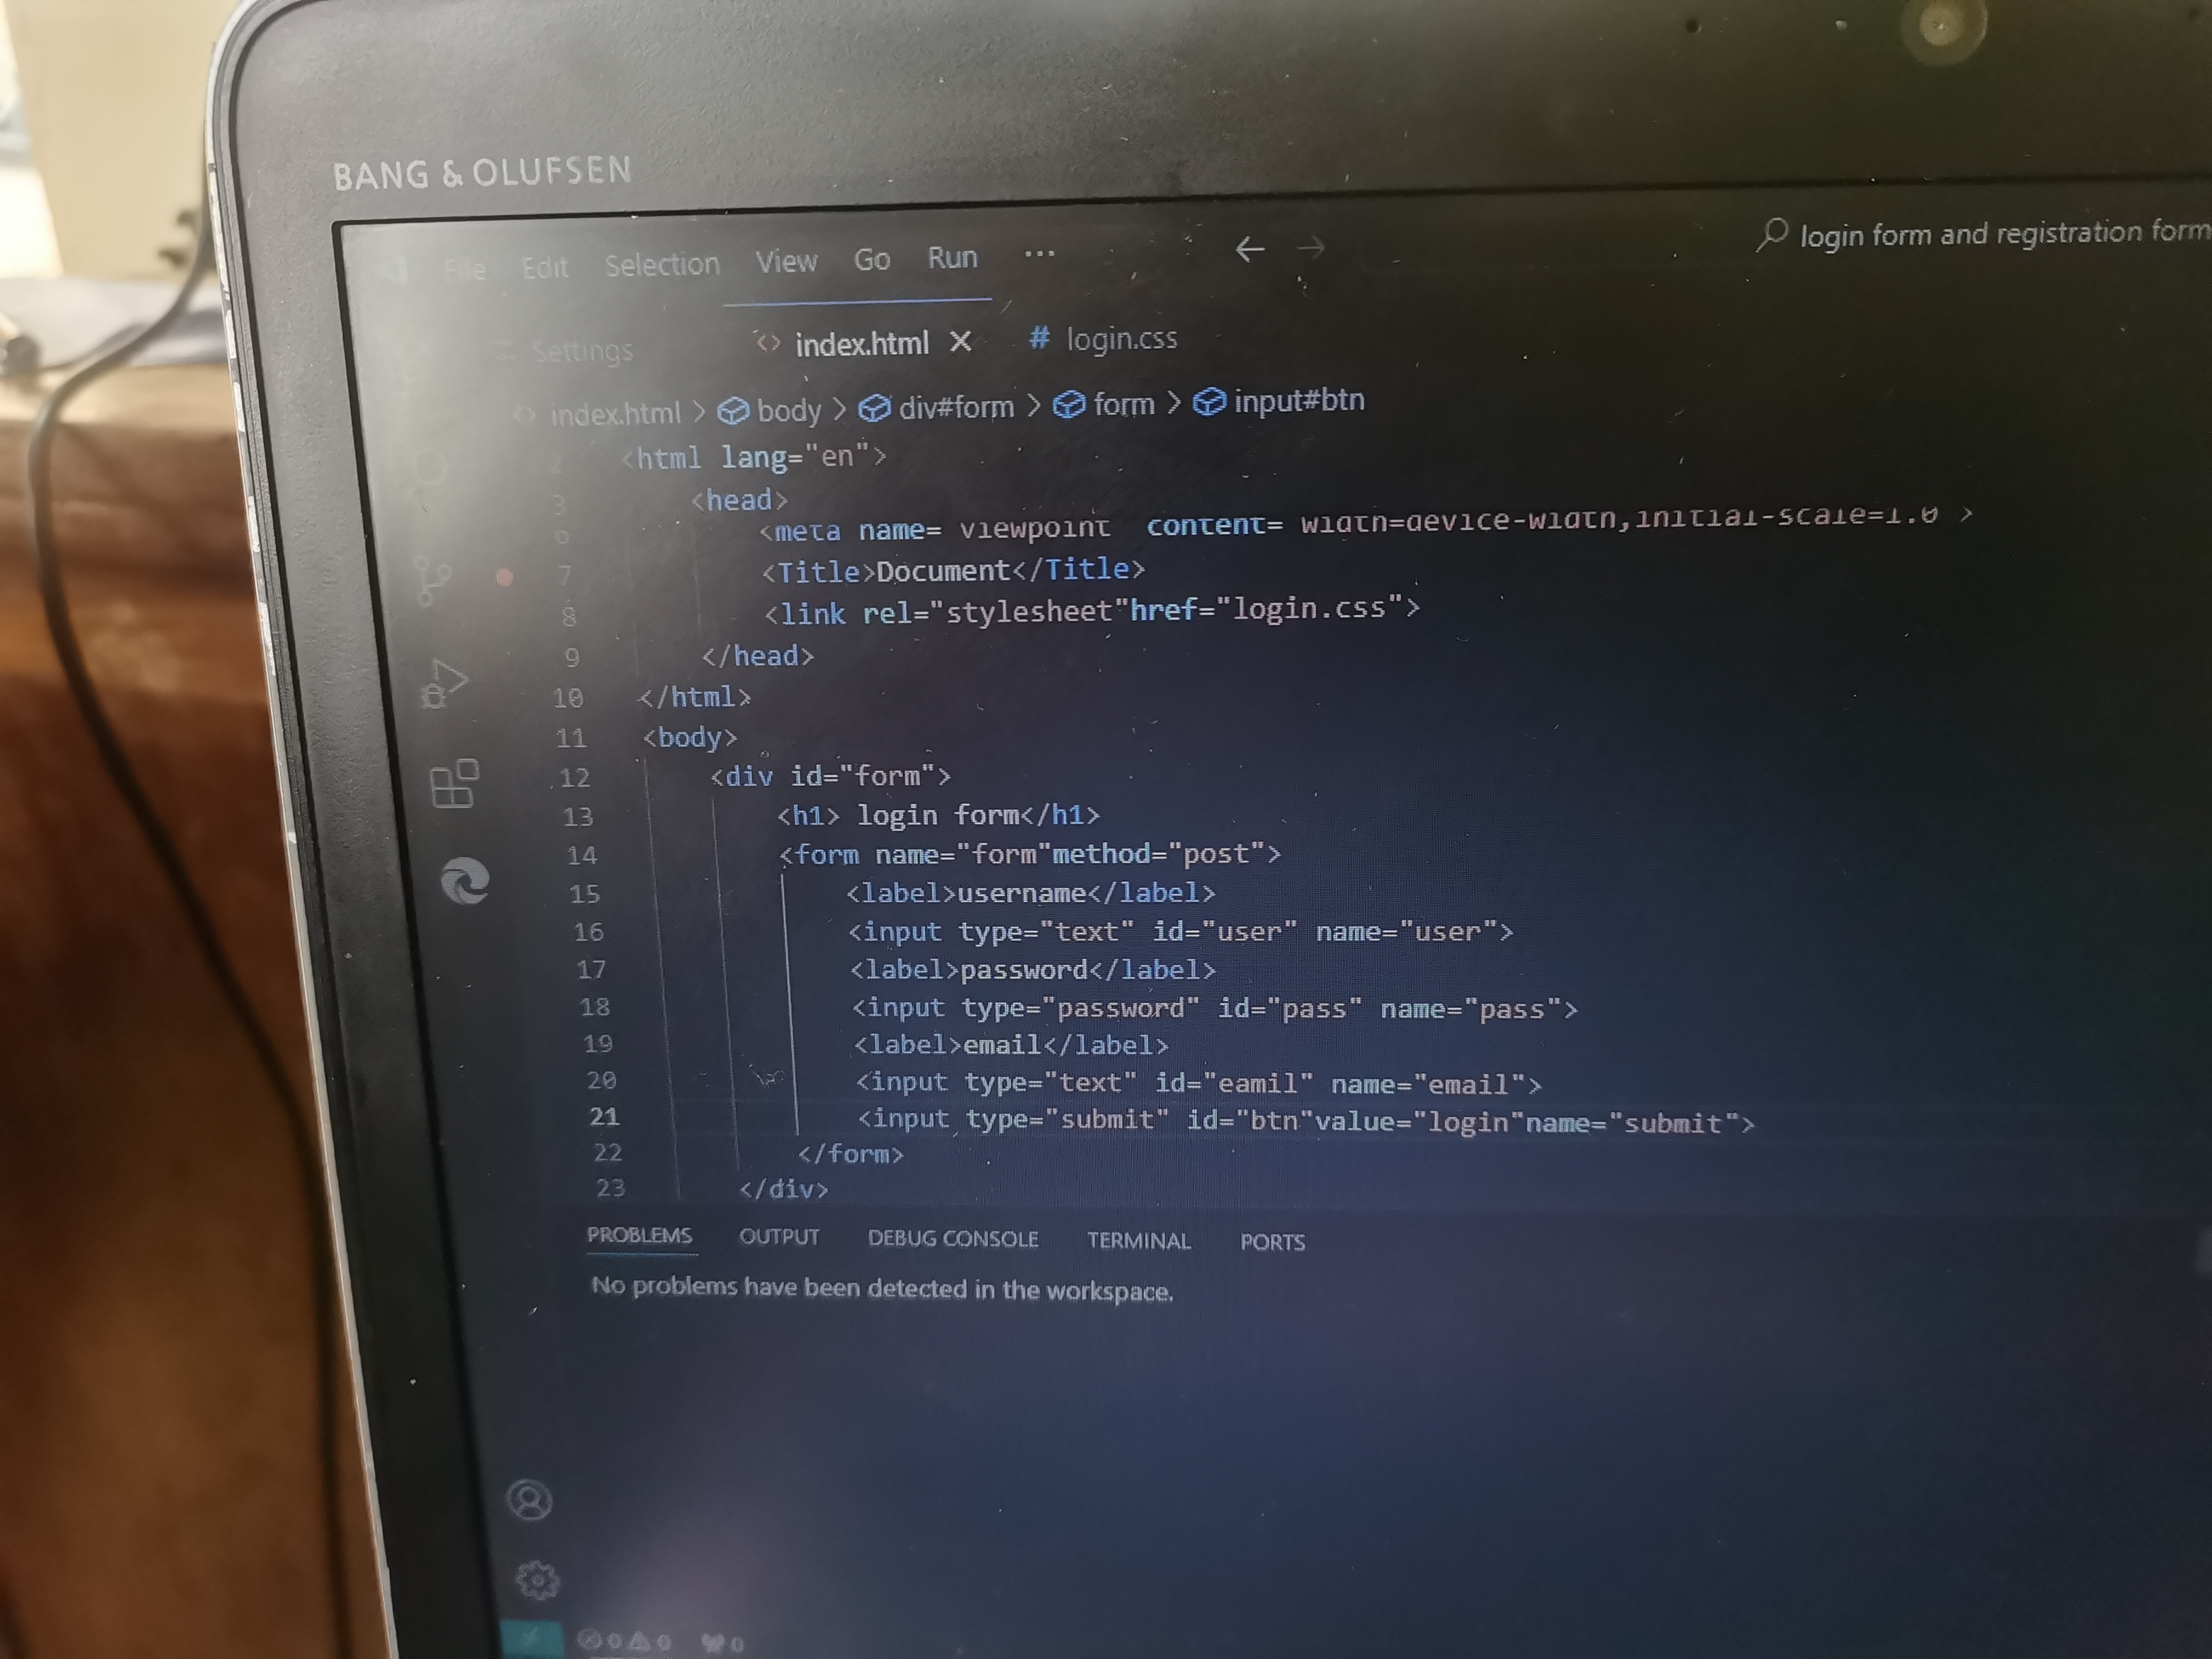 BANG & OLUFSEN
File Edit Selection View Go Run ... login form and registration form
Settings index.html # login.css
index.html > body > div#form > form > input#btn
2 <html lang="en">
3 <head>
<meta name= viewpoint content= width=device-width,initial-scale=1.0 >
7 <Title>Document</Title>
8 <link rel="stylesheet"href="login.css">
9 </head>
10 </html>
11 <body>
12 <div id="form">
13 <h1> login form</h1>
14 <form name="form"method="post">
15 <label>username</label>
16 <input type="text" id="user" name="user">
17 <label>password</label>
18 <input type="password" id="pass" name="pass">
19 <label>email</label>
20 <input type="text" id="eamil" name="email">
21 <input type="submit" id="btn"value="login"name="submit">
22 </form>
23 </div>
PROBLEMS OUTPUT DEBUG CONSOLE TERMINAL PORTS
No problems have been detected in the workspace.
0 0 0